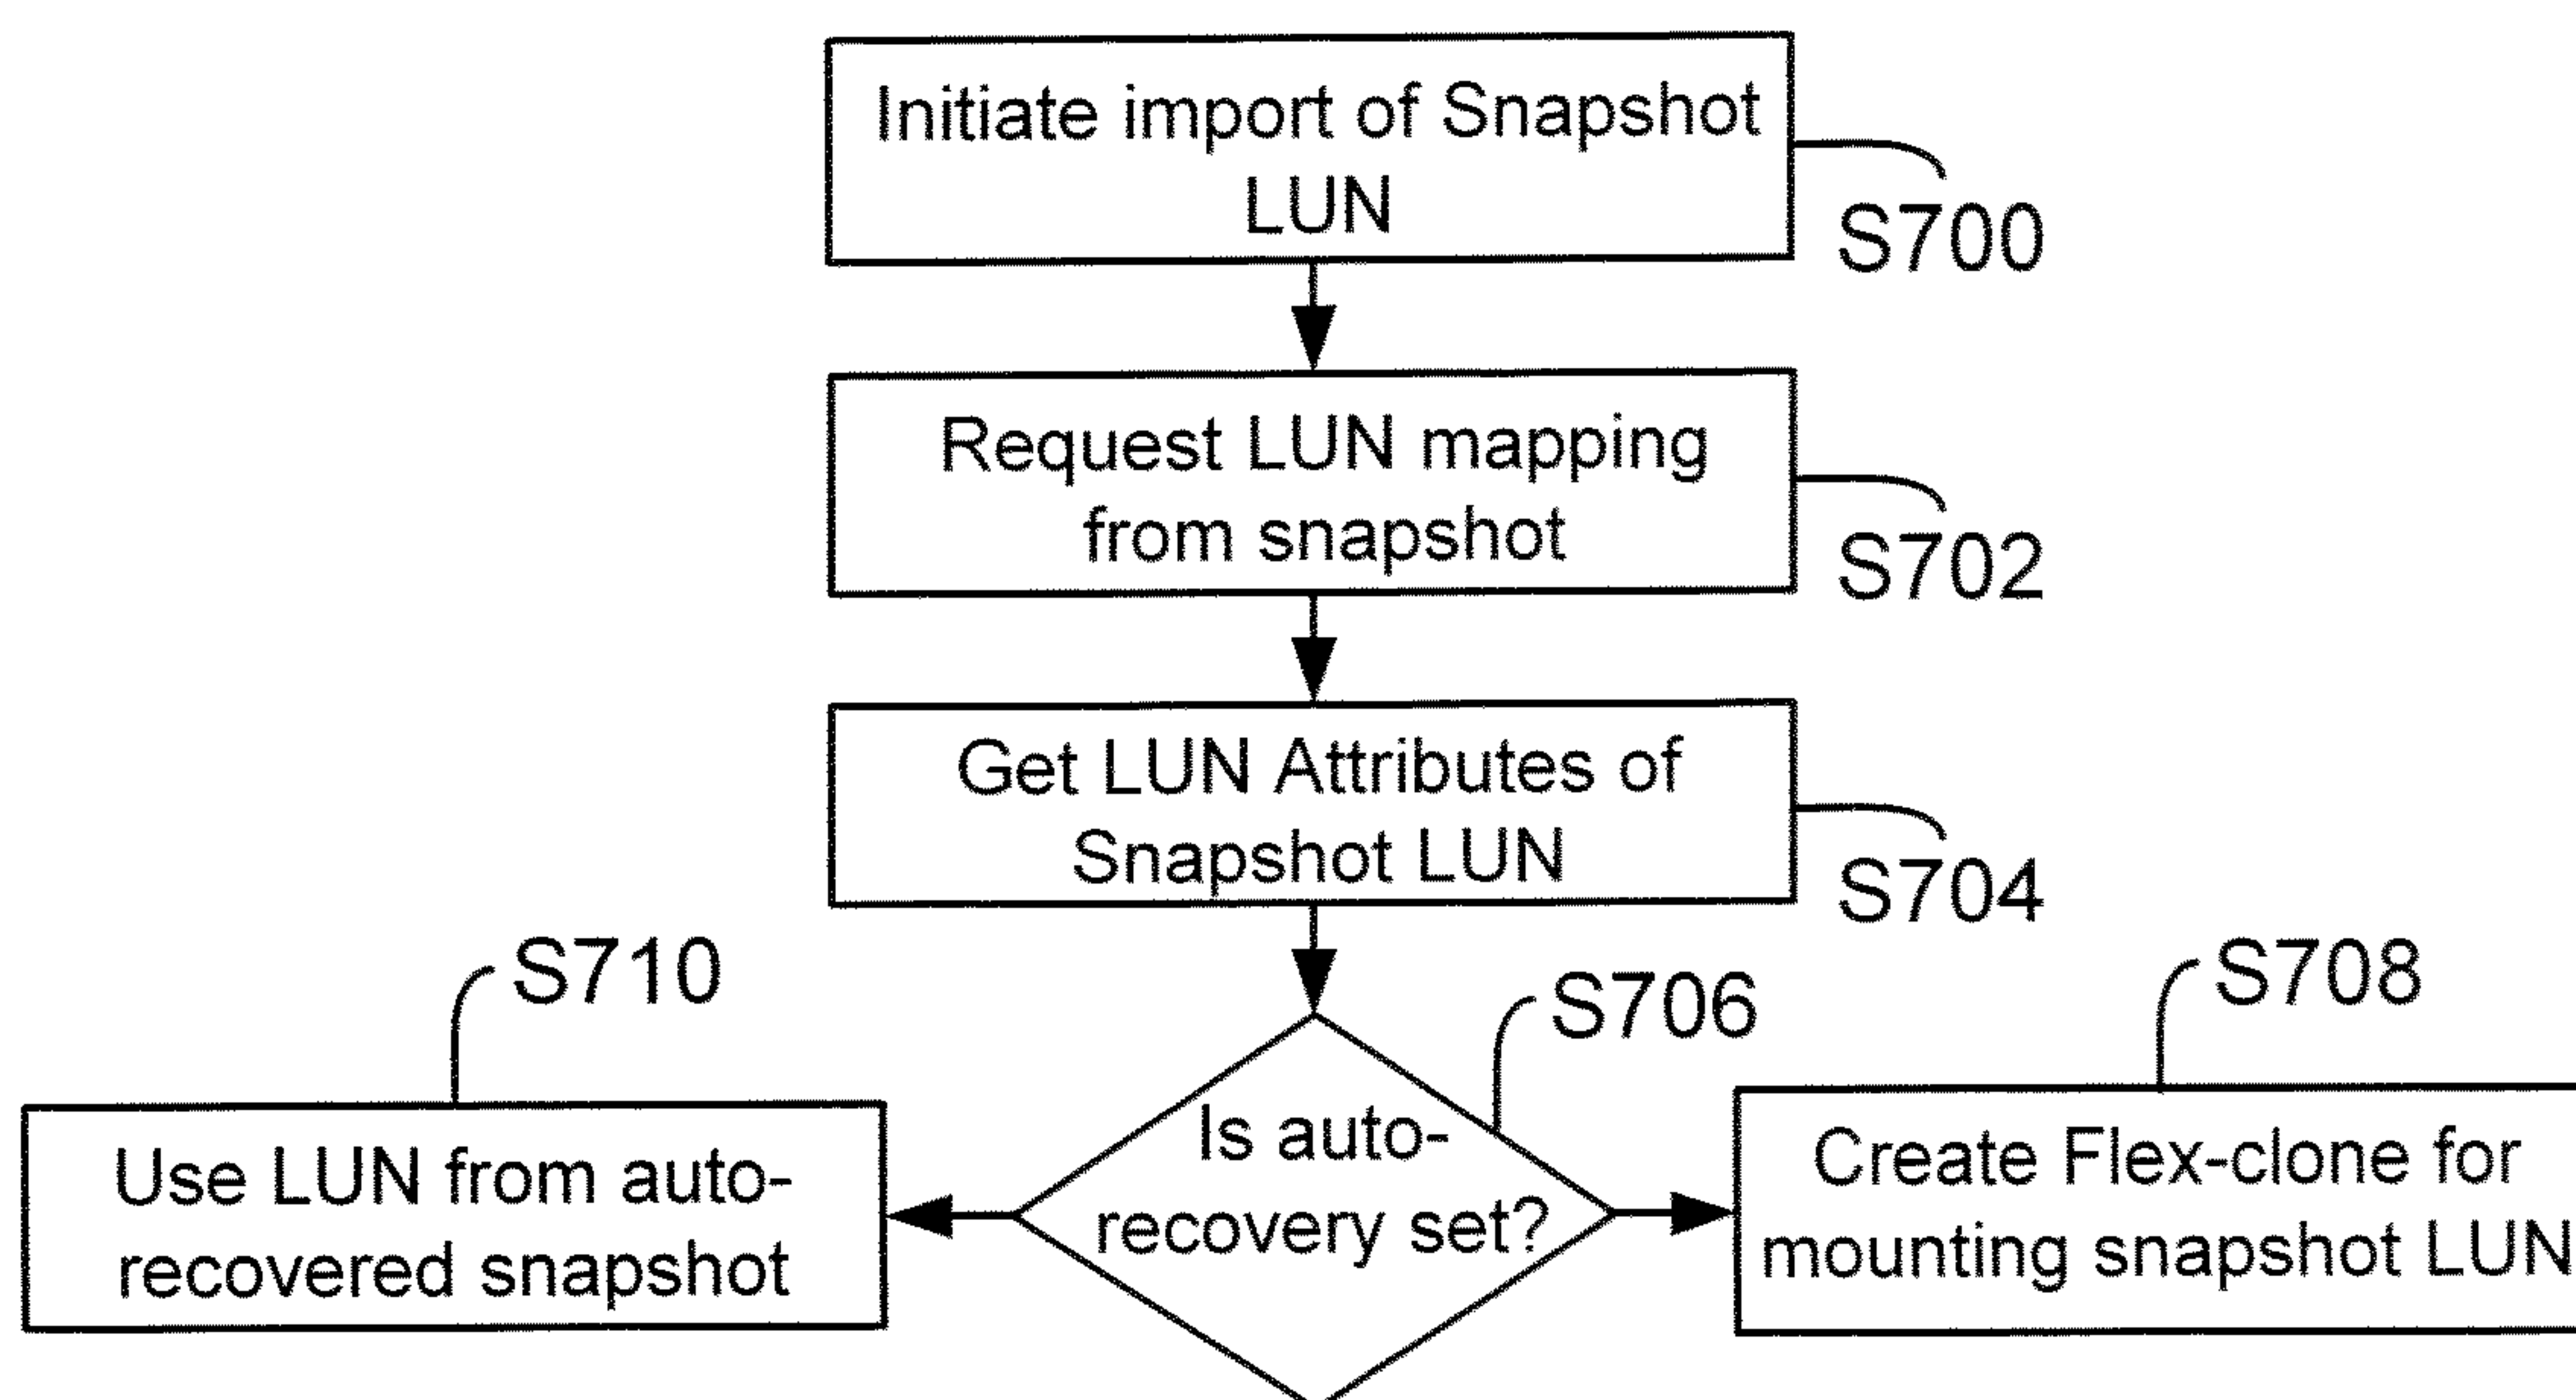 Initiate import of Snapshot
LUN
S700
Request LUN mapping
from snapshot
S702
Get LUN Attributes of
Snapshot LUN
S704
S710
S706
S708
Use LUN from auto-
recovered snapshot
Is auto-
recovery set?
Create Flex-clone for
mounting snapshot LUN